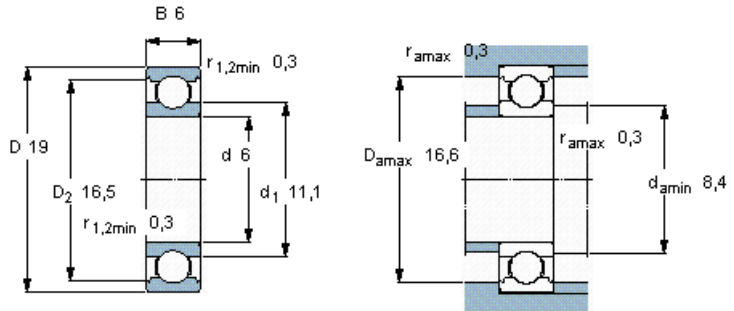 B 6
r1,2min 0,3
D 19
D2 16,5
d 6
d1 11,1
r1,2min 0,3
ramax 0,3
Damax 16,6
ramax 0,3
damin 8,4